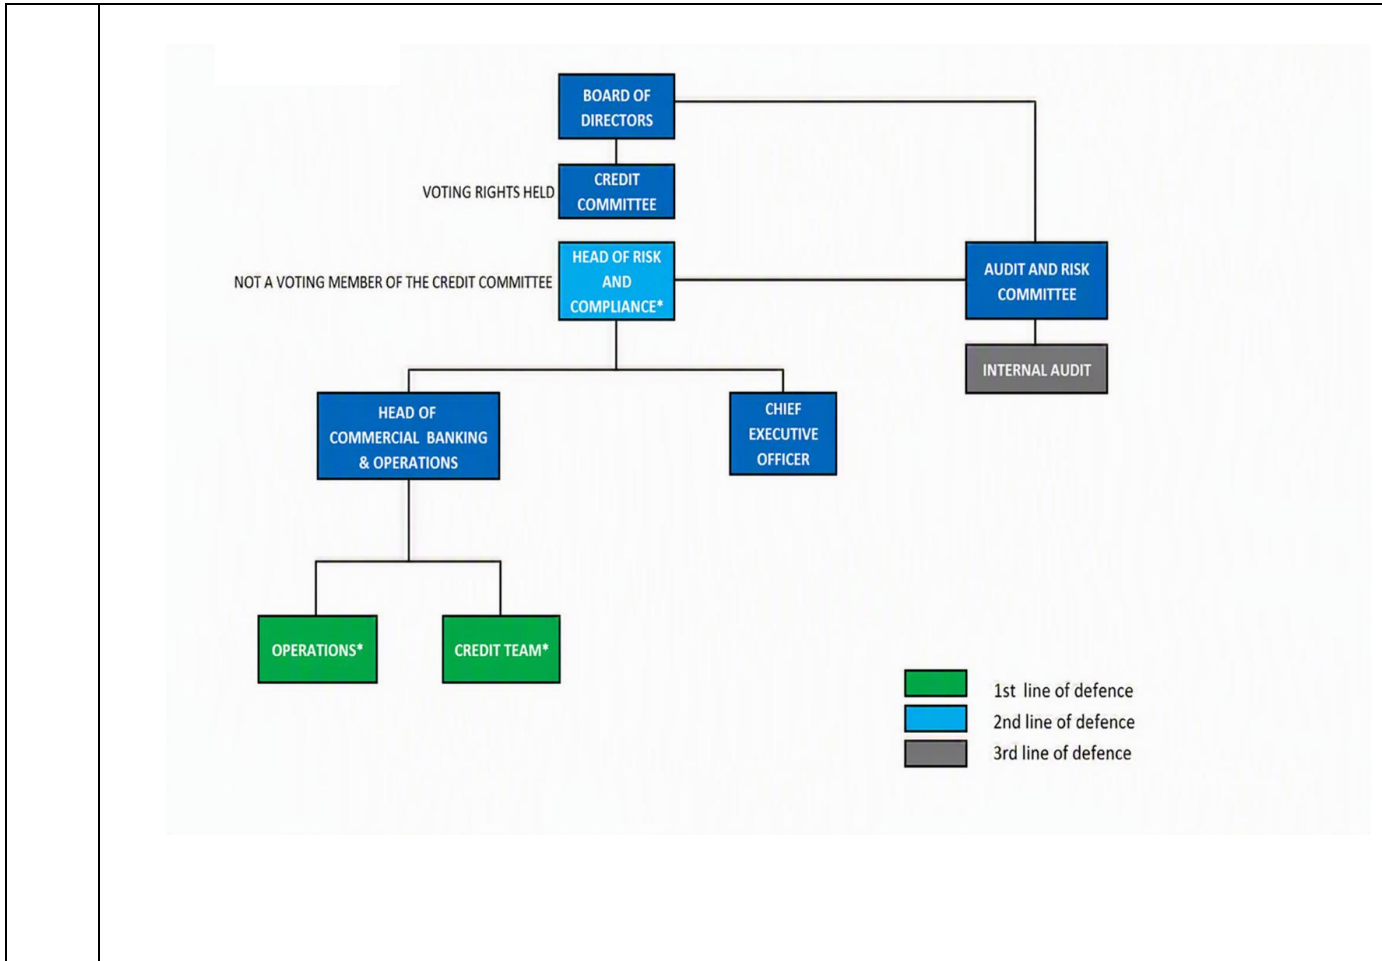 BOARD OF
DIRECTORS
VOTING RIGHTS HELD
CREDIT
COMMITTEE
NOT A VOTING MEMBER OF THE CREDIT COMMITTEE
HEAD OF RISK
AND
COMPLIANCE*
AUDIT AND RISK
COMMITTEE
INTERNAL AUDIT
HEAD OF
COMMERCIAL BANKING
& OPERATIONS
CHIEF
EXECUTIVE
OFFICER
OPERATIONS*
CREDIT TEAM*
1st line of defence
2nd line of defence
3rd line of defence